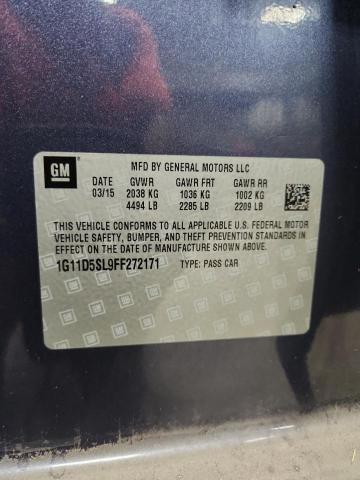 GM
MFD BY GENERAL MOTORS LLC
DATE GVWR GAWR FRT GAWR RR
03/15 2038 KG 1036 KG 1002 KG
4494 LB 2285 LB 2209 LB
THIS VEHICLE CONFORMS TO ALL APPLICABLE U.S. FEDERAL MOTOR
VEHICLE SAFETY, BUMPER, AND THEFT PREVENTION STANDARDS IN
EFFECT ON THE DATE OF MANUFACTURE SHOWN ABOVE.
1G11D5SL9FF272171 TYPE: PASS CAR